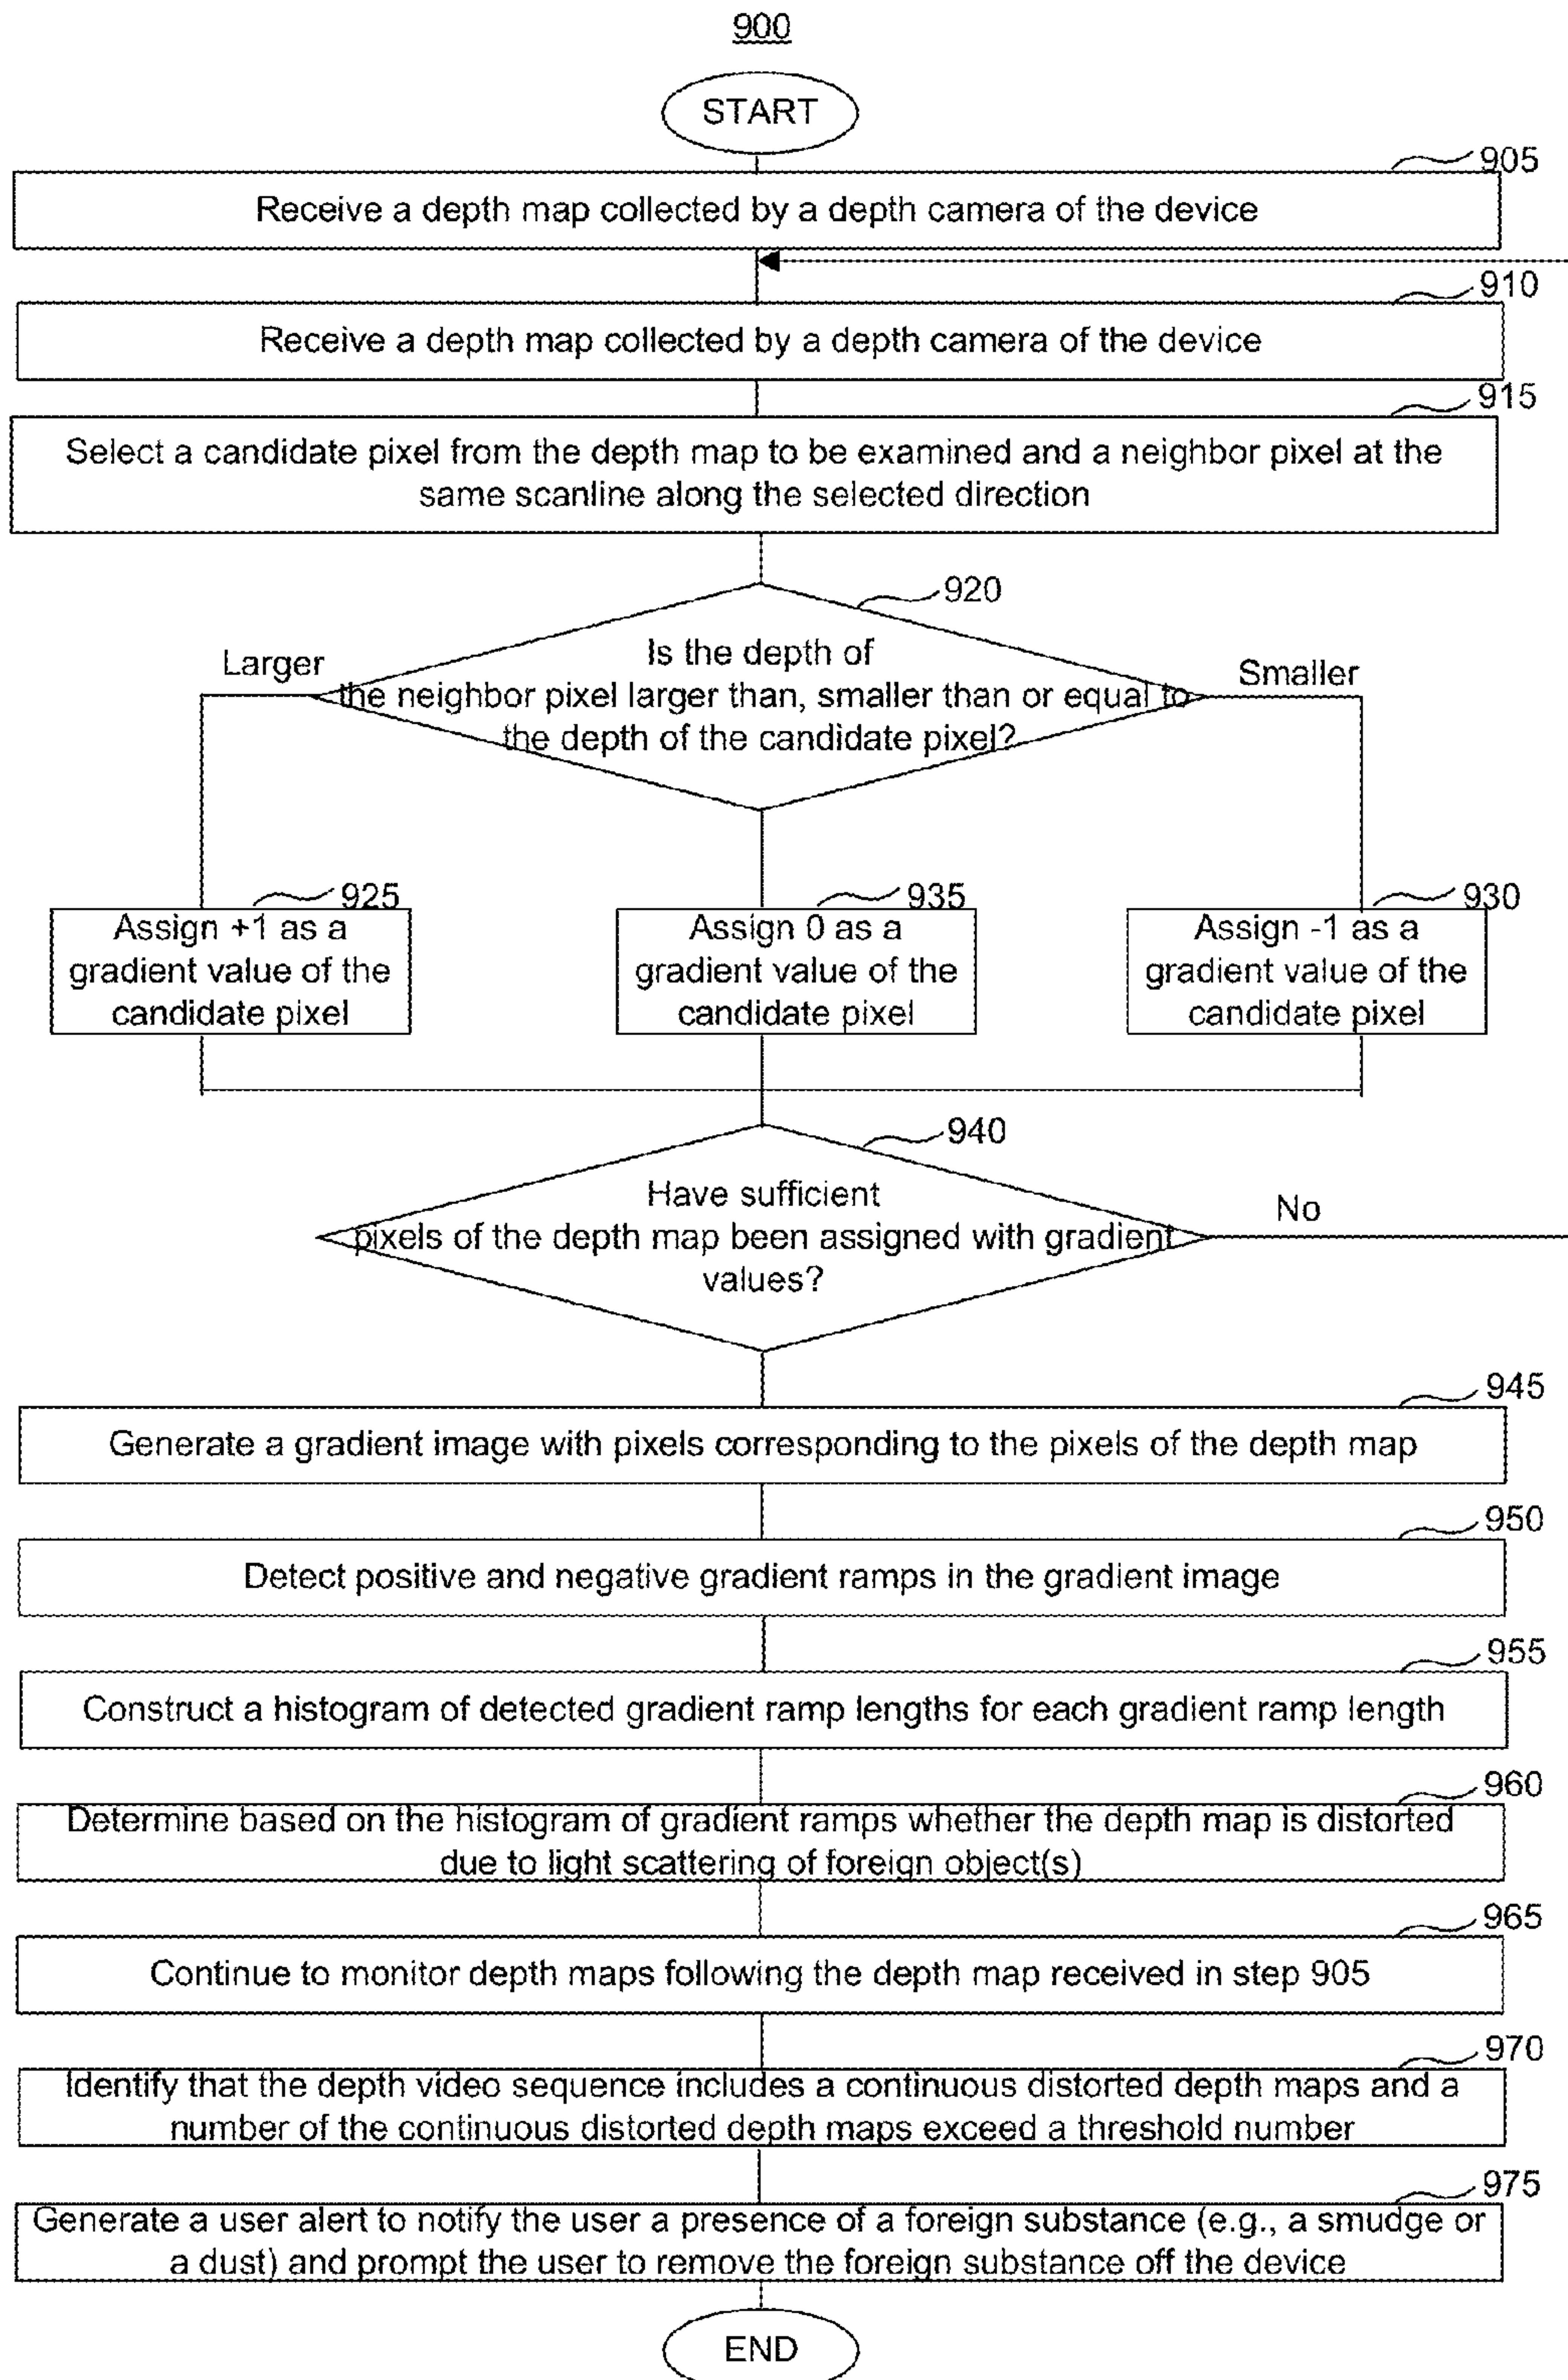 900
START
905
Receive a depth map collected by a depth camera of the device
910
Receive a depth map collected by a depth camera of the device
915
Select a candidate pixel from the depth map to be examined and a neighbor pixel at the
same scanline along the selected direction
920
Is the depth of
the neighbor pixel larger than, smaller than or equal to
the depth of the candidate pixel?
Larger
Smaller
925
Assign +1 as a
gradient value of the
candidate pixel
935
Assign 0 as a
gradient value of the
candidate pixel
930
Assign -1 as a
gradient value of the
candidate pixel
940
Have sufficient
pixels of the depth map been assigned with gradient
values?
No
945
Generate a gradient image with pixels corresponding to the pixels of the depth map
950
Detect positive and negative gradient ramps in the gradient image
955
Construct a histogram of detected gradient ramp lengths for each gradient ramp length
960
Determine based on the histogram of gradient ramps whether the depth map is distorted
due to light scattering of foreign object(s)
965
Continue to monitor depth maps following the depth map received in step 905
970
Identify that the depth video sequence includes a continuous distorted depth maps and a
number of the continuous distorted depth maps exceed a threshold number
975
Generate a user alert to notify the user a presence of a foreign substance (e.g., a smudge or
a dust) and prompt the user to remove the foreign substance off the device
END